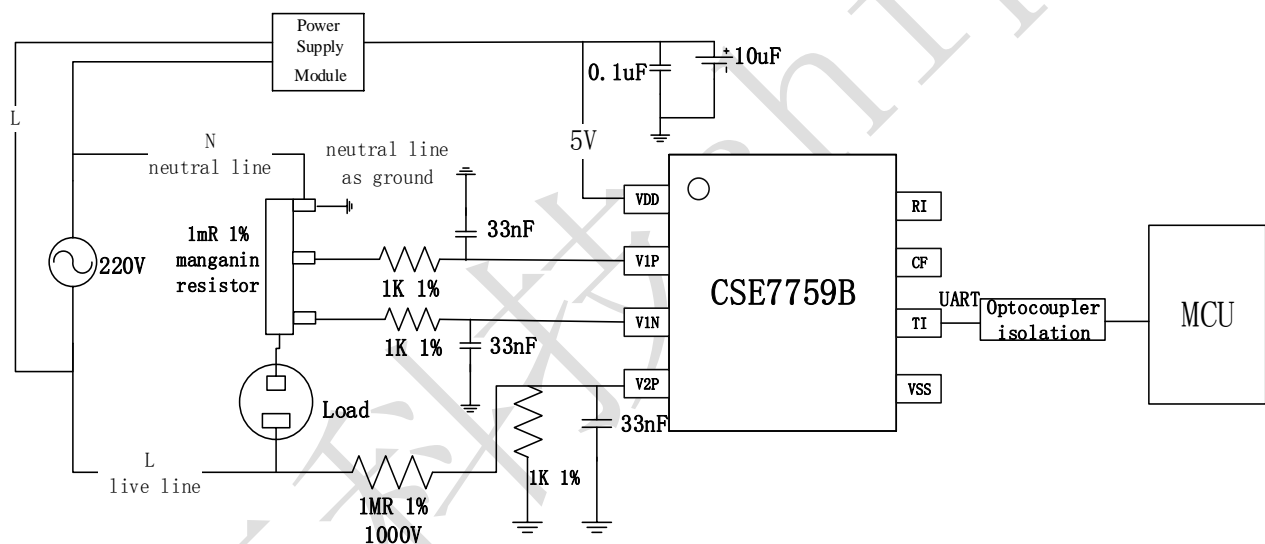 Power
Supply
Module
0.1uF
10uF
L
N
neutral line
neutral line
as ground
5V
VDD
RI
33nF
1mR 1%
manganin
resistor
220V
V1P
CF
1K 1%
CSE7759B
UART
Optocoupler
isolation
MCU
V1N
TI
1K 1%
33nF
V2P
VSS
Load
33nF
L
live line
1K 1%
1MR 1%
1000V